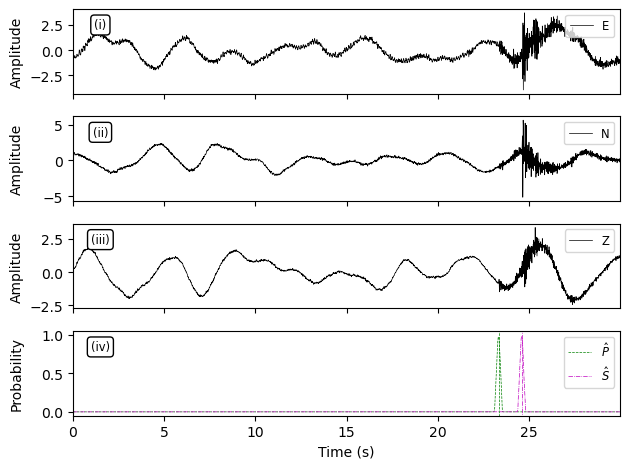 Amplitude
2.5
0.0
−2.5
(i)
E
Amplitude
5
0
−5
(ii)
N
Amplitude
2.5
0.0
−2.5
(iii)
Z
Probability
1.0
0.5
0.0
(iv)
P̂
Ŝ
0 5 10 15 20 25
Time (s)